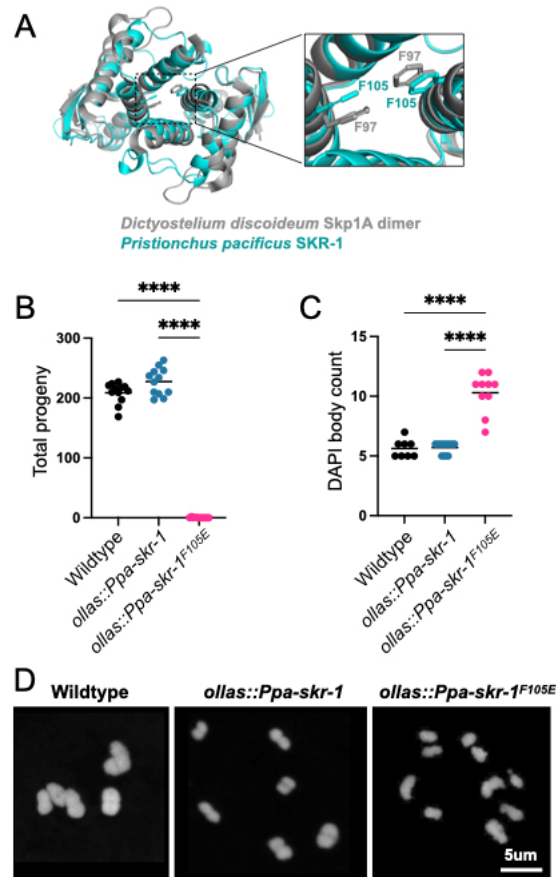 A
F97
F105
F105
F97
Dictyostelium discoideum Skp1A dimer
Pristionchus pacificus SKR-1
B
****
****
Total progeny
300
200
100
0
Wildtype
ollas::Ppa-skr-1
ollas::Ppa-skr-1F105E
C
****
****
DAPI body count
15
10
5
0
Wildtype
ollas::Ppa-skr-1
ollas::Ppa-skr-1F105E
D
Wildtype
ollas::Ppa-skr-1
ollas::Ppa-skr-1F105E
5um